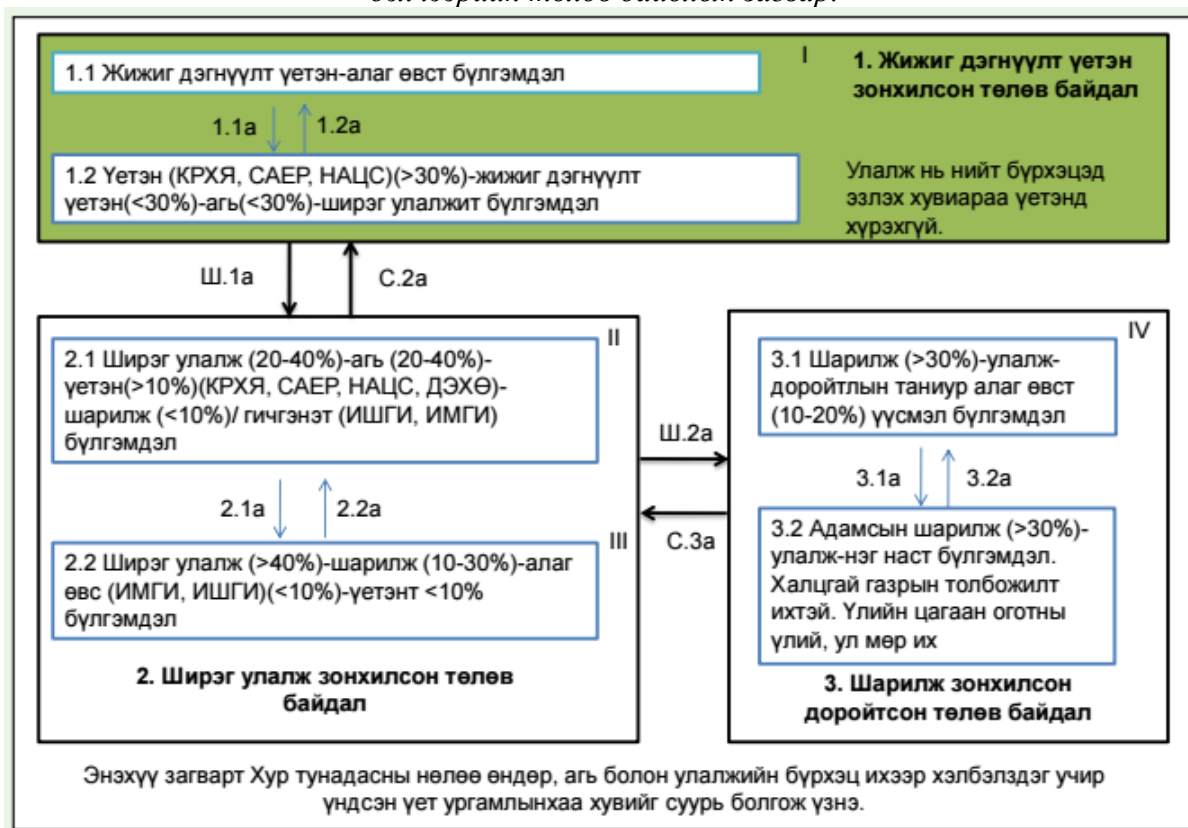 I
1. Жижиг дэгнүүлт үетэн
зонхилсон төлөв байдал
1.1 Жижиг дэгнүүлт үетэн-алаг өвст бүлгэмдэл
1.1а
1.2а
1.2 Үетэн (КРХЯ, САЕР, НАЦС)(>30%)-жижиг дэгнүүлт
үетэн(<30%)-агь(<30%)-ширэг улалжит бүлгэмдэл
Улалж нь нийт бүрхэцэд
эзлэх хувиараа үетэнд
хүрэхгүй.
Ш.1а
С.2а
II
2.1 Ширэг улалж (20-40%)-агь (20-40%)-
үетэн(>10%)(КРХЯ, САЕР, НАЦС, ДЭХӨ)-
шарилж (<10%)/ гичгэнэт (ИШГИ, ИМГИ)
бүлгэмдэл
2.1а
2.2а
III
2.2 Ширэг улалж (>40%)-шарилж (10-30%)-алаг
өвс (ИМГИ, ИШГИ)(<10%)-үетэнт <10%
бүлгэмдэл
2. Ширэг улалж зонхилсон төлөв
байдал
Ш.2а
С.3а
IV
3.1 Шарилж (>30%)-улалж-
доройтлын таниур алаг өвст
(10-20%) үүсмэл бүлгэмдэл
3.1а
3.2а
3.2 Адамсын шарилж (>30%)-
улалж-нэг наст бүлгэмдэл.
Халцгай газрын толбожилт
ихтэй. Үлийн цагаан оготны
үлий, ул мөр их
3. Шарилж зонхилсон
доройтсон төлөв байдал
Энэхүү загварт Хур тунадасны нөлөө өндөр, агь болон улалжийн бүрхэц ихээр хэлбэлздэг учир
үндсэн үет ургамлынхаа хувийг суурь болгож үзнэ.